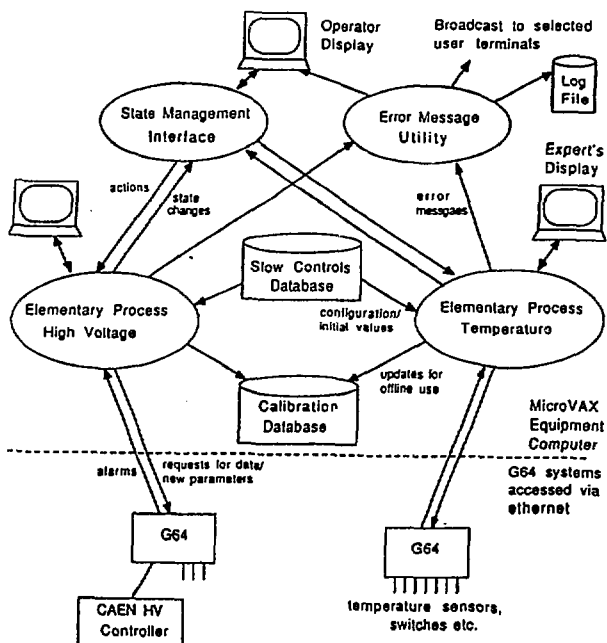 Operator
Display
Broadcast to selected
user terminals
Log
File
State Management
Interface
Error Message
Utility
Expert's
Display
actions
state
changes
error
messgaes
Slow Controls
Database
Elementary Process
High Voltage
configuration/
initial values
Elementary Process
Temperature
updates for
offline use
Calibration
Database
MicroVAX
Equipment
Computer
alarms
requests for data/
new parameters
G64 systems
accessed via
ethernet
G64
G64
CAEN HV
Controller
temperature sensors,
switches etc.